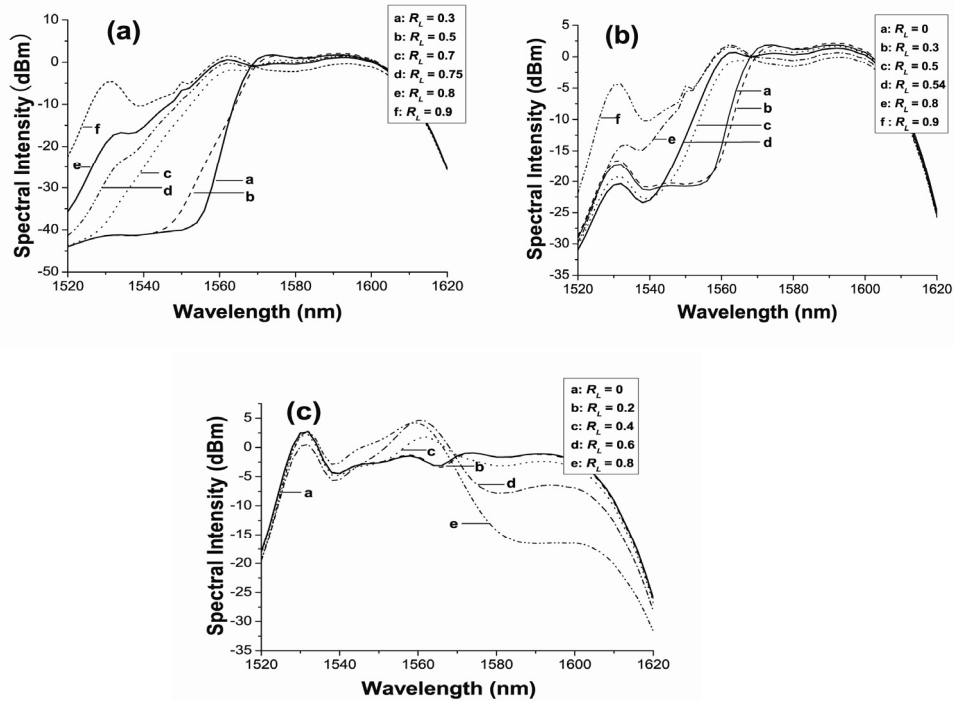 (a)
a: R_L = 0.3
b: R_L = 0.5
c: R_L = 0.7
d: R_L = 0.75
e: R_L = 0.8
f: R_L = 0.9
Spectral Intensity (dBm)
10
0
-10
-20
-30
-40
-50
f
e
c
d
a
b
1520 1540 1560 1580 1600 1620
Wavelength (nm)
(b)
a: R_L = 0
b: R_L = 0.3
c: R_L = 0.5
d: R_L = 0.54
e: R_L = 0.8
f: R_L = 0.9
Spectral Intensity (dBm)
5
0
-5
-10
-15
-20
-25
-30
-35
f
e
a
b
c
d
1520 1540 1560 1580 1600 1620
Wavelength (nm)
(c)
a: R_L = 0
b: R_L = 0.2
c: R_L = 0.4
d: R_L = 0.6
e: R_L = 0.8
Spectral Intensity (dBm)
5
0
-5
-10
-15
-20
-25
-30
-35
a
c
b
d
e
1520 1540 1560 1580 1600 1620
Wavelength (nm)